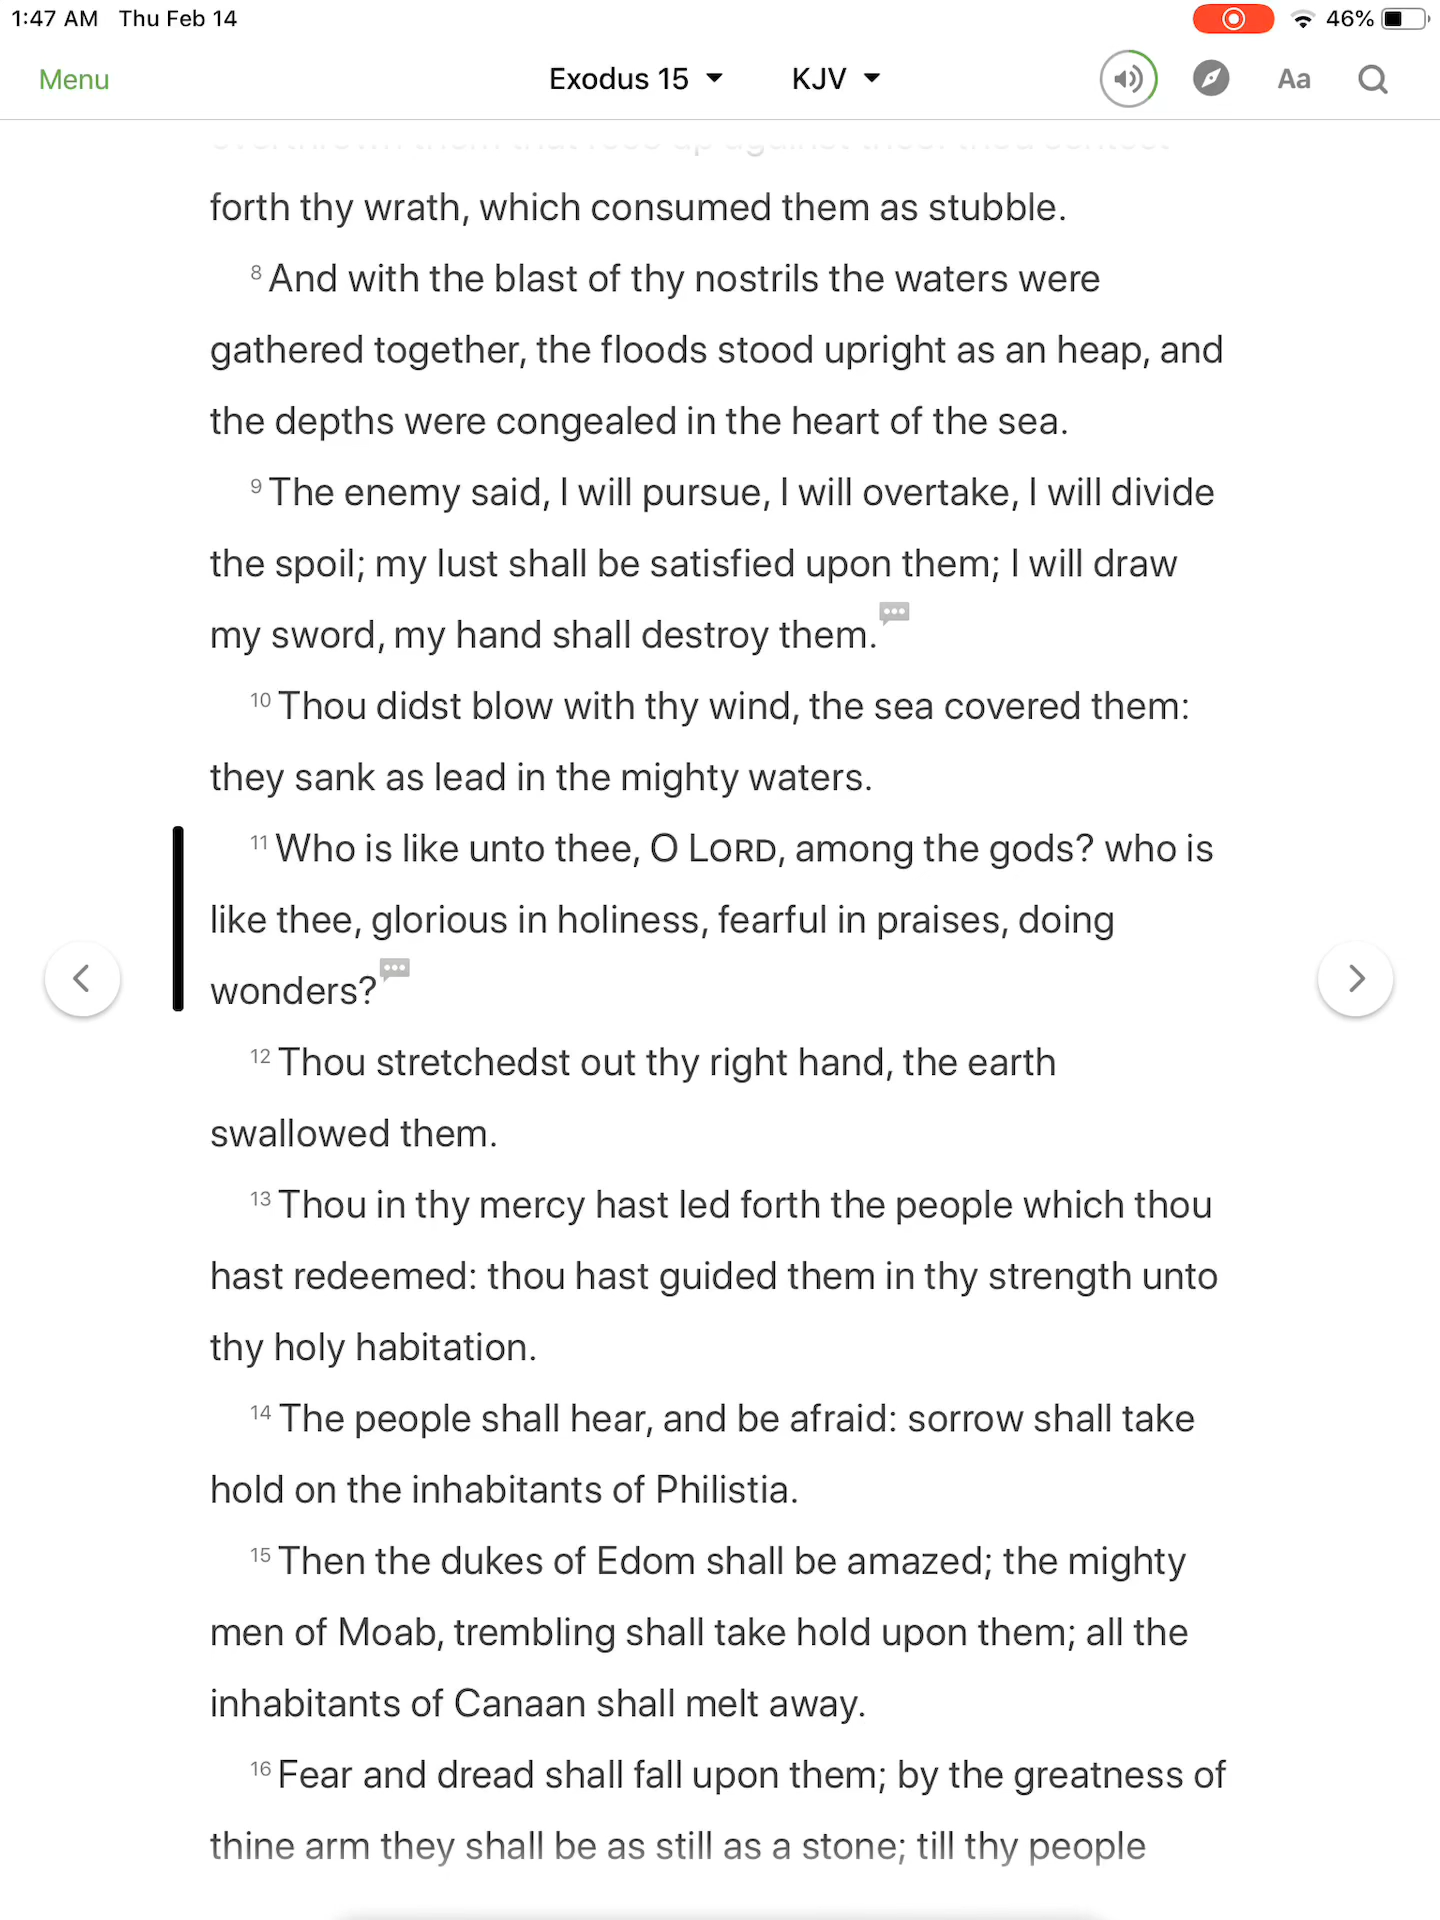 1:47 AM Thu Feb 14 46%
Menu Exodus 15 KJV Aa
forth thy wrath, which consumed them as stubble.
8 And with the blast of thy nostrils the waters were
gathered together, the floods stood upright as an heap, and
the depths were congealed in the heart of the sea.
9 The enemy said, I will pursue, I will overtake, I will divide
the spoil; my lust shall be satisfied upon them; I will draw
my sword, my hand shall destroy them.
10 Thou didst blow with thy wind, the sea covered them:
they sank as lead in the mighty waters.
11 Who is like unto thee, O LORD, among the gods? who is
like thee, glorious in holiness, fearful in praises, doing
wonders?
12 Thou stretchedst out thy right hand, the earth
swallowed them.
13 Thou in thy mercy hast led forth the people which thou
hast redeemed: thou hast guided them in thy strength unto
thy holy habitation.
14 The people shall hear, and be afraid: sorrow shall take
hold on the inhabitants of Philistia.
15 Then the dukes of Edom shall be amazed; the mighty
men of Moab, trembling shall take hold upon them; all the
inhabitants of Canaan shall melt away.
16 Fear and dread shall fall upon them; by the greatness of
thine arm they shall be as still as a stone; till thy people